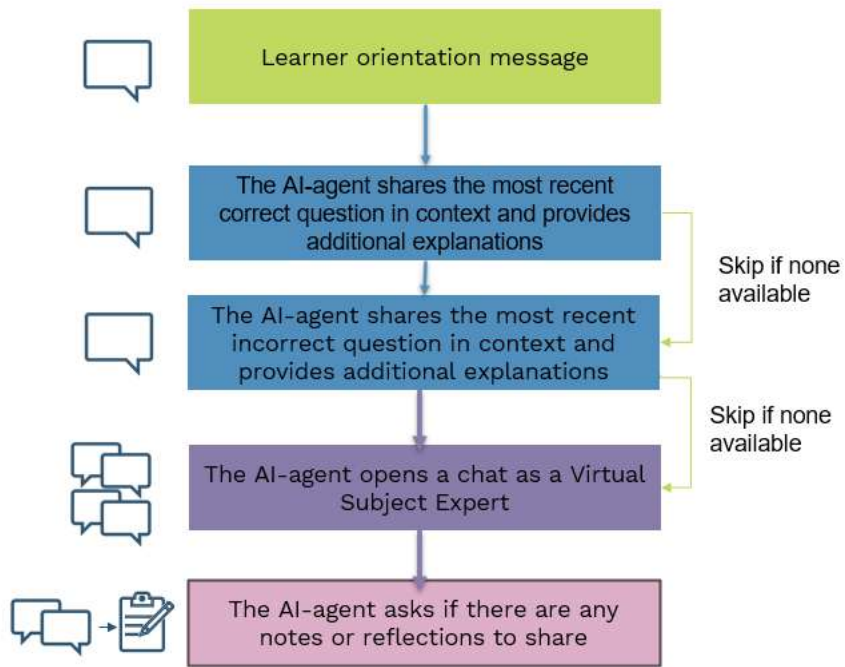 Learner orientation message
The AI-agent shares the most recent
correct question in context and provides
additional explanations
Skip if none
available
The AI-agent shares the most recent
incorrect question in context and
provides additional explanations
Skip if none
available
The AI-agent opens a chat as a Virtual
Subject Expert
The AI-agent asks if there are any
notes or reflections to share